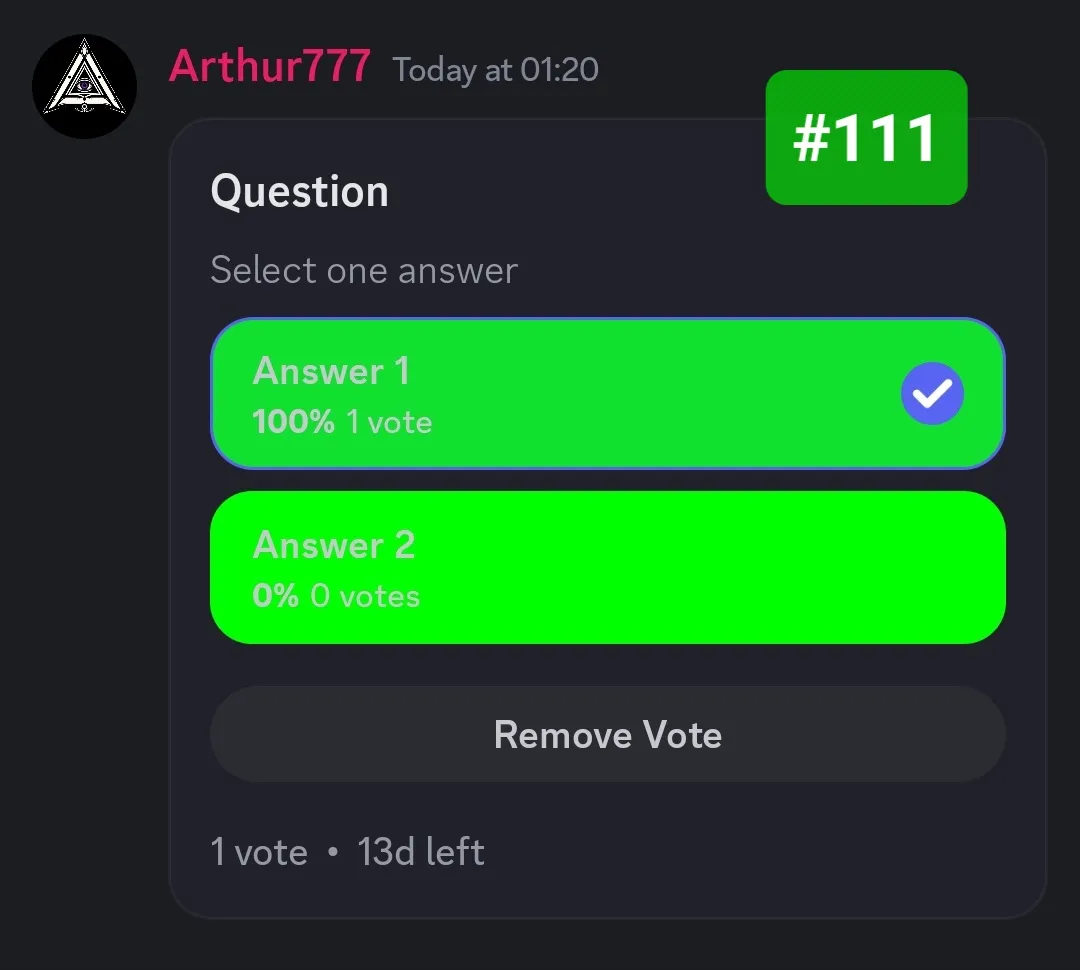 Arthur777 Today at 01:20
#111
Question
Select one answer
Answer 1
100% 1 vote
Answer 2
0% 0 votes
Remove Vote
1 vote • 13d left